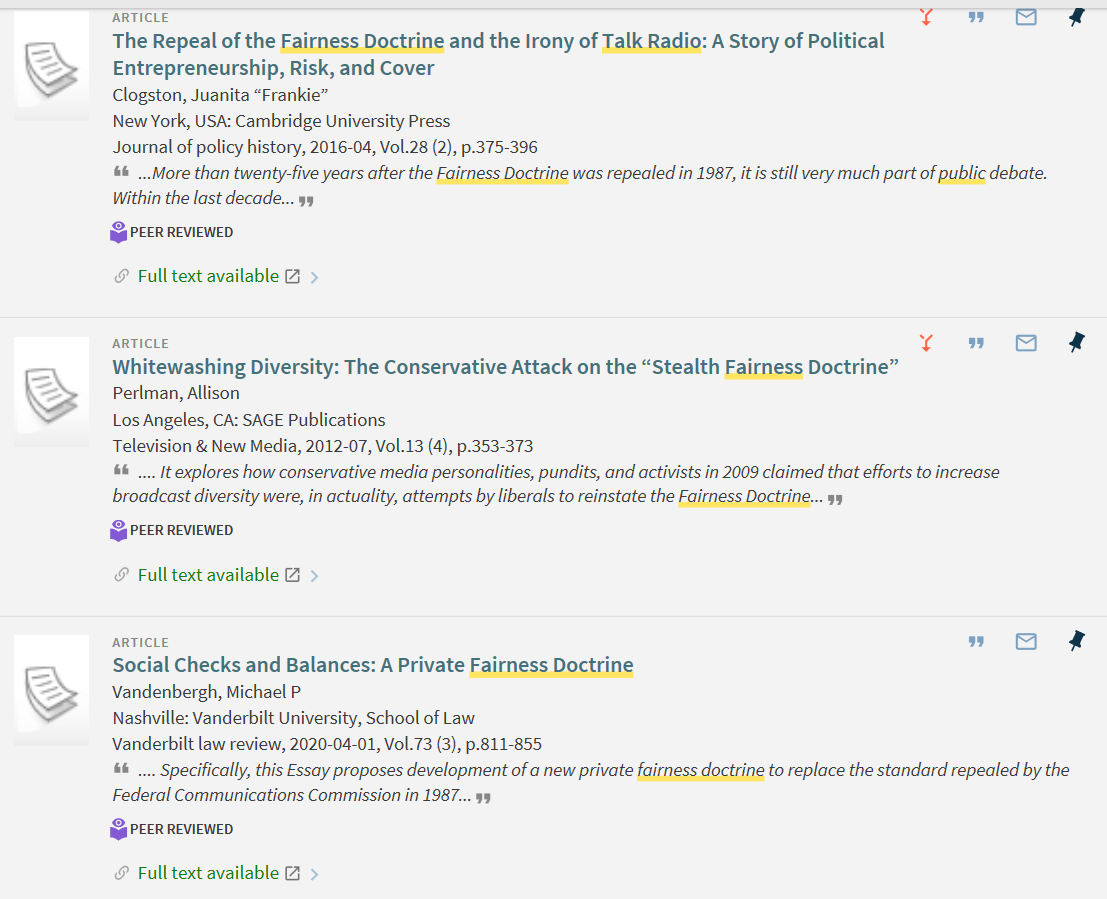 ARTICLE
The Repeal of the Fairness Doctrine and the Irony of Talk Radio: A Story of Political
Entrepreneurship, Risk, and Cover
Clogston, Juanita “Frankie”
New York, USA: Cambridge University Press
Journal of policy history, 2016-04, Vol.28 (2), p.375-396
“ ...More than twenty-five years after the Fairness Doctrine was repealed in 1987, it is still very much part of public debate.
Within the last decade... ”
PEER REVIEWED
Full text available
ARTICLE
Whitewashing Diversity: The Conservative Attack on the “Stealth Fairness Doctrine”
Perlman, Allison
Los Angeles, CA: SAGE Publications
Television & New Media, 2012-07, Vol.13 (4), p.353-373
“ .... It explores how conservative media personalities, pundits, and activists in 2009 claimed that efforts to increase
broadcast diversity were, in actuality, attempts by liberals to reinstate the Fairness Doctrine... ”
PEER REVIEWED
Full text available
ARTICLE
Social Checks and Balances: A Private Fairness Doctrine
Vandenbergh, Michael P
Nashville: Vanderbilt University, School of Law
Vanderbilt law review, 2020-04-01, Vol.73 (3), p.811-855
“ .... Specifically, this Essay proposes development of a new private fairness doctrine to replace the standard repealed by the
Federal Communications Commission in 1987... ”
PEER REVIEWED
Full text available